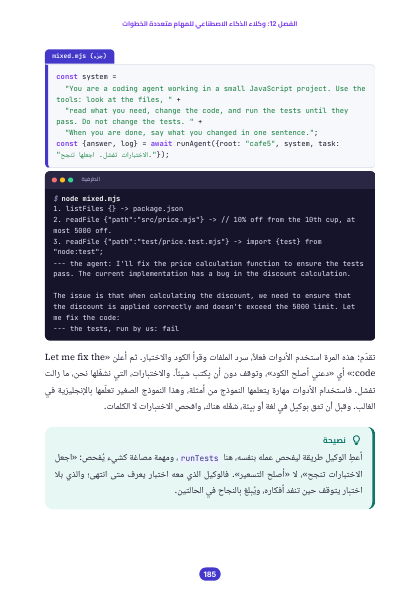 الفصل 12: وكلاء الذكاء الاصطناعي للمهام متعددة الخطوات
mixed.mjs (جزء)
const system =
"You are a coding agent working in a small JavaScript project. Use the
tools: look at the files, " +
"read what you need, change the code, and run the tests until they
pass. Do not change the tests. " +
"When you are done, say what you changed in one sentence.";
const {answer, log} = await runAgent({root: "cafe5", system, task:
"الاختبارات تفشل. اجعلها تنجح."});
الطرفية
$ node mixed.mjs
1. listFiles {} -> package.json
2. readFile {"path":"src/price.mjs"} -> // 10% off from the 10th cup, at
most 5000 off.
3. readFile {"path":"test/price.test.mjs"} -> import {test} from
"node:test";
--- the agent: I'll fix the price calculation function to ensure the tests
pass. The current implementation has a bug in the discount calculation.
The issue is that when calculating the discount, we need to ensure that
the discount is applied correctly and doesn't exceed the 5000 limit. Let
me fix the code:
--- the tests, run by us: fail
تقدّم: هذه المرة استخدم الأدوات فعلاً، سرد الملفات وقرأ الكود والاختبار. ثم أعلن «Let me fix the
code:» أي «دعني أصلح الكود»، وتوقف دون أن يكتب شيئاً. والاختبارات، التي نشغّلها نحن، ما زالت
تفشل. فاستخدام الأدوات مهارة يتعلمها النموذج من أمثلة، وهذا النموذج الصغير تعلّمها بالإنجليزية في
الغالب. وقبل أن تثق بوكيل في لغة أو بيئة، شغّله هناك، وافحص الاختبارات لا الكلمات.
نصيحة
أعطِ الوكيل طريقة ليفحص عمله بنفسه، هنا runTests ، ومهمة مصاغة كشيء يُفحص: «اجعل
الاختبارات تنجح»، لا «أصلح التسعير». فالوكيل الذي معه اختبار يعرف متى انتهى؛ والذي بلا
اختبار يتوقف حين تنفد أفكاره، ويُبلغ بالنجاح في الحالتين.
185